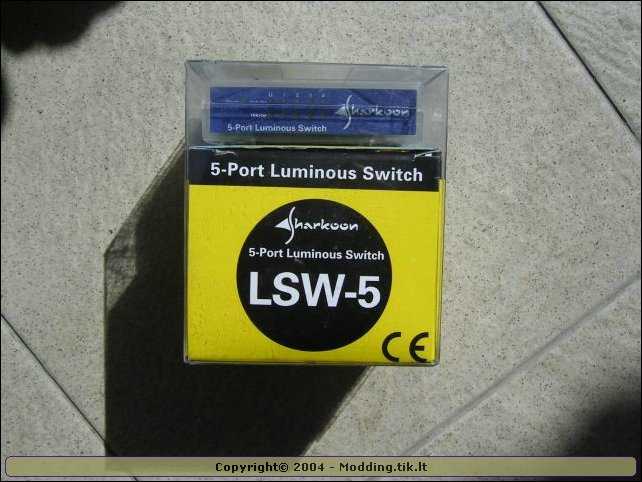 Sharkoon
5-Port Luminous Switch
5-Port Luminous Switch
Sharkoon
5-Port Luminous Switch
LSW-5
CE
Copyright© 2004 - Modding.tik.lt